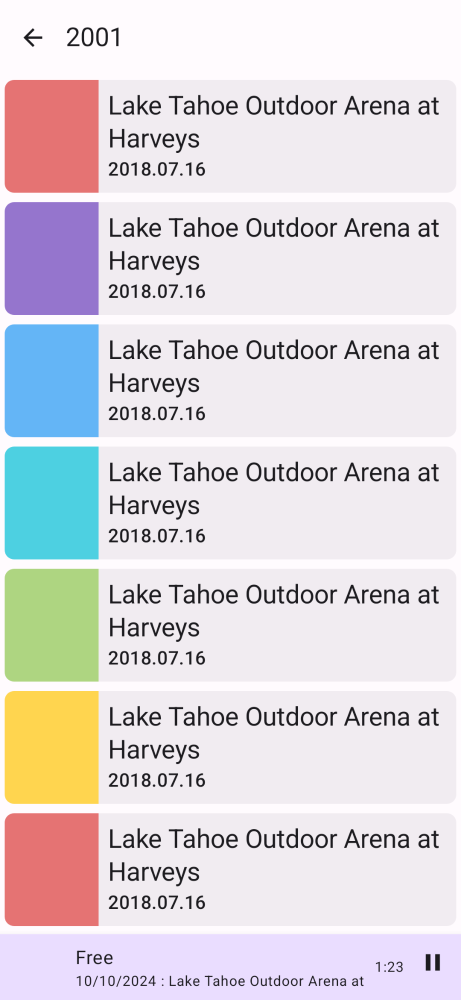 2001
Lake Tahoe Outdoor Arena at
Harveys
2018.07.16
Lake Tahoe Outdoor Arena at
Harveys
2018.07.16
Lake Tahoe Outdoor Arena at
Harveys
2018.07.16
Lake Tahoe Outdoor Arena at
Harveys
2018.07.16
Lake Tahoe Outdoor Arena at
Harveys
2018.07.16
Lake Tahoe Outdoor Arena at
Harveys
2018.07.16
Lake Tahoe Outdoor Arena at
Harveys
2018.07.16
Free
10/10/2024 : Lake Tahoe Outdoor Arena at
1:23